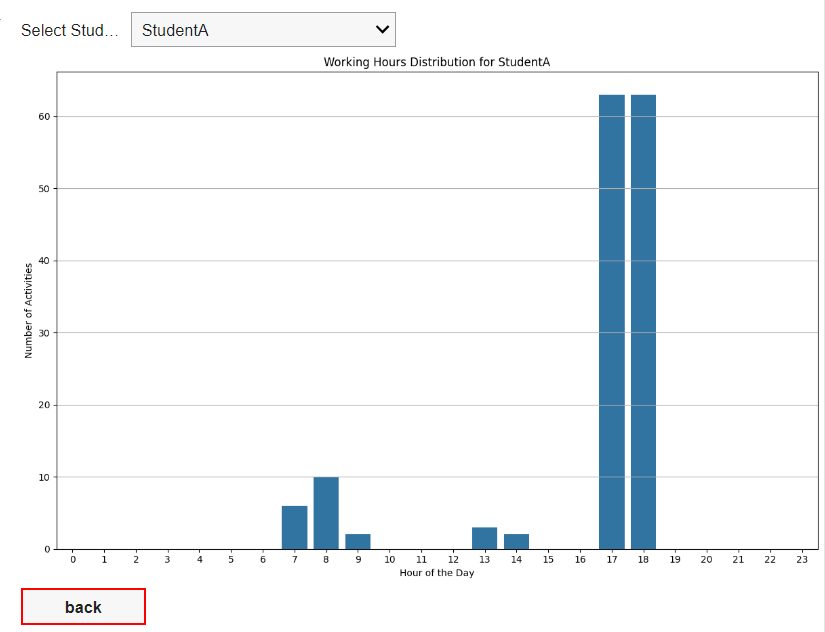 Select Stud...
StudentA
Working Hours Distribution for StudentA
Number of Activities
60
50
40
30
20
10
0
0 1 2 3 4 5 6 7 8 9 10 11 12 13 14 15 16 17 18 19 20 21 22 23
Hour of the Day
back